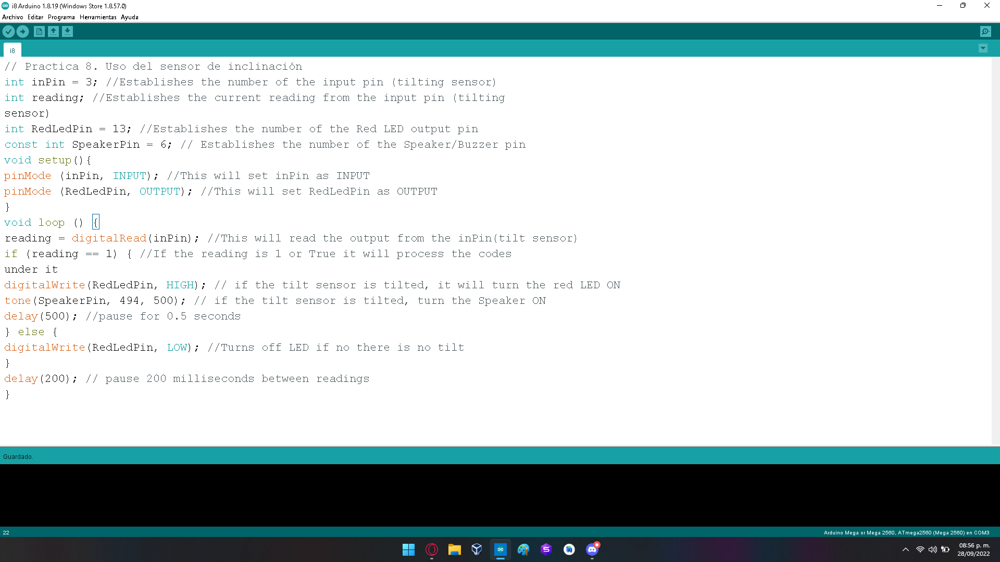 i8 Arduino 1.8.19 (Windows Store 1.8.57.0)
Archivo Editar Programa Herramientas Ayuda
i8
// Practica 8. Uso del sensor de inclinación
int inPin = 3; //Establishes the number of the input pin (tilting sensor)
int reading; //Establishes the current reading from the input pin (tilting
sensor)
int RedLedPin = 13; //Establishes the number of the Red LED output pin
const int SpeakerPin = 6; // Establishes the number of the Speaker/Buzzer pin
void setup(){
pinMode (inPin, INPUT); //This will set inPin as INPUT
pinMode (RedLedPin, OUTPUT); //This will set RedLedPin as OUTPUT
}
void loop () {
reading = digitalRead(inPin); //This will read the output from the inPin(tilt sensor)
if (reading == 1) { //If the reading is 1 or True it will process the codes
under it
digitalWrite(RedLedPin, HIGH); // if the tilt sensor is tilted, it will turn the red LED ON
tone(SpeakerPin, 494, 500); // if the tilt sensor is tilted, turn the Speaker ON
delay(500); //pause for 0.5 seconds
} else {
digitalWrite(RedLedPin, LOW); //Turns off LED if no there is no tilt
}
delay(200); // pause 200 milliseconds between readings
}
Guardado.
22
Arduino Mega or Mega 2560, ATmega2560 (Mega 2560) en COM3
08:56 p. m.
28/09/2022